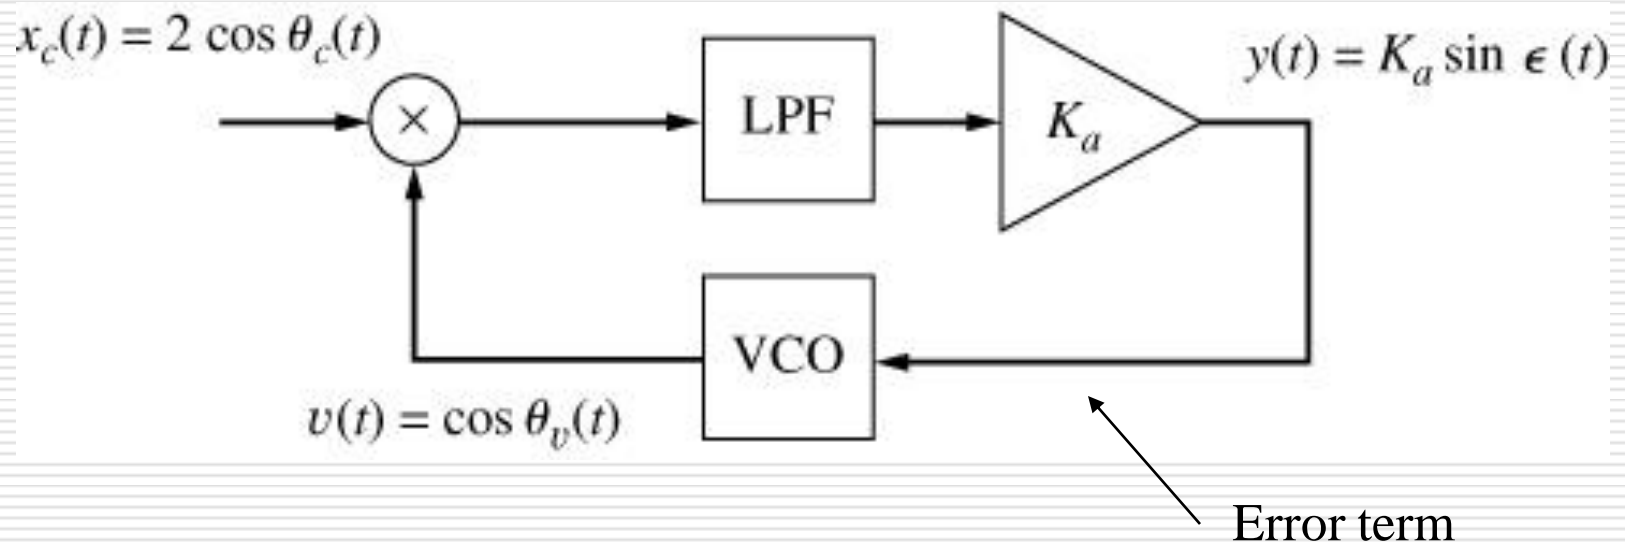 x_c(t) = 2 cos θ_c(t)
y(t) = K_a sin ϵ (t)
×
LPF
K_a
VCO
v(t) = cos θ_v(t)
Error term